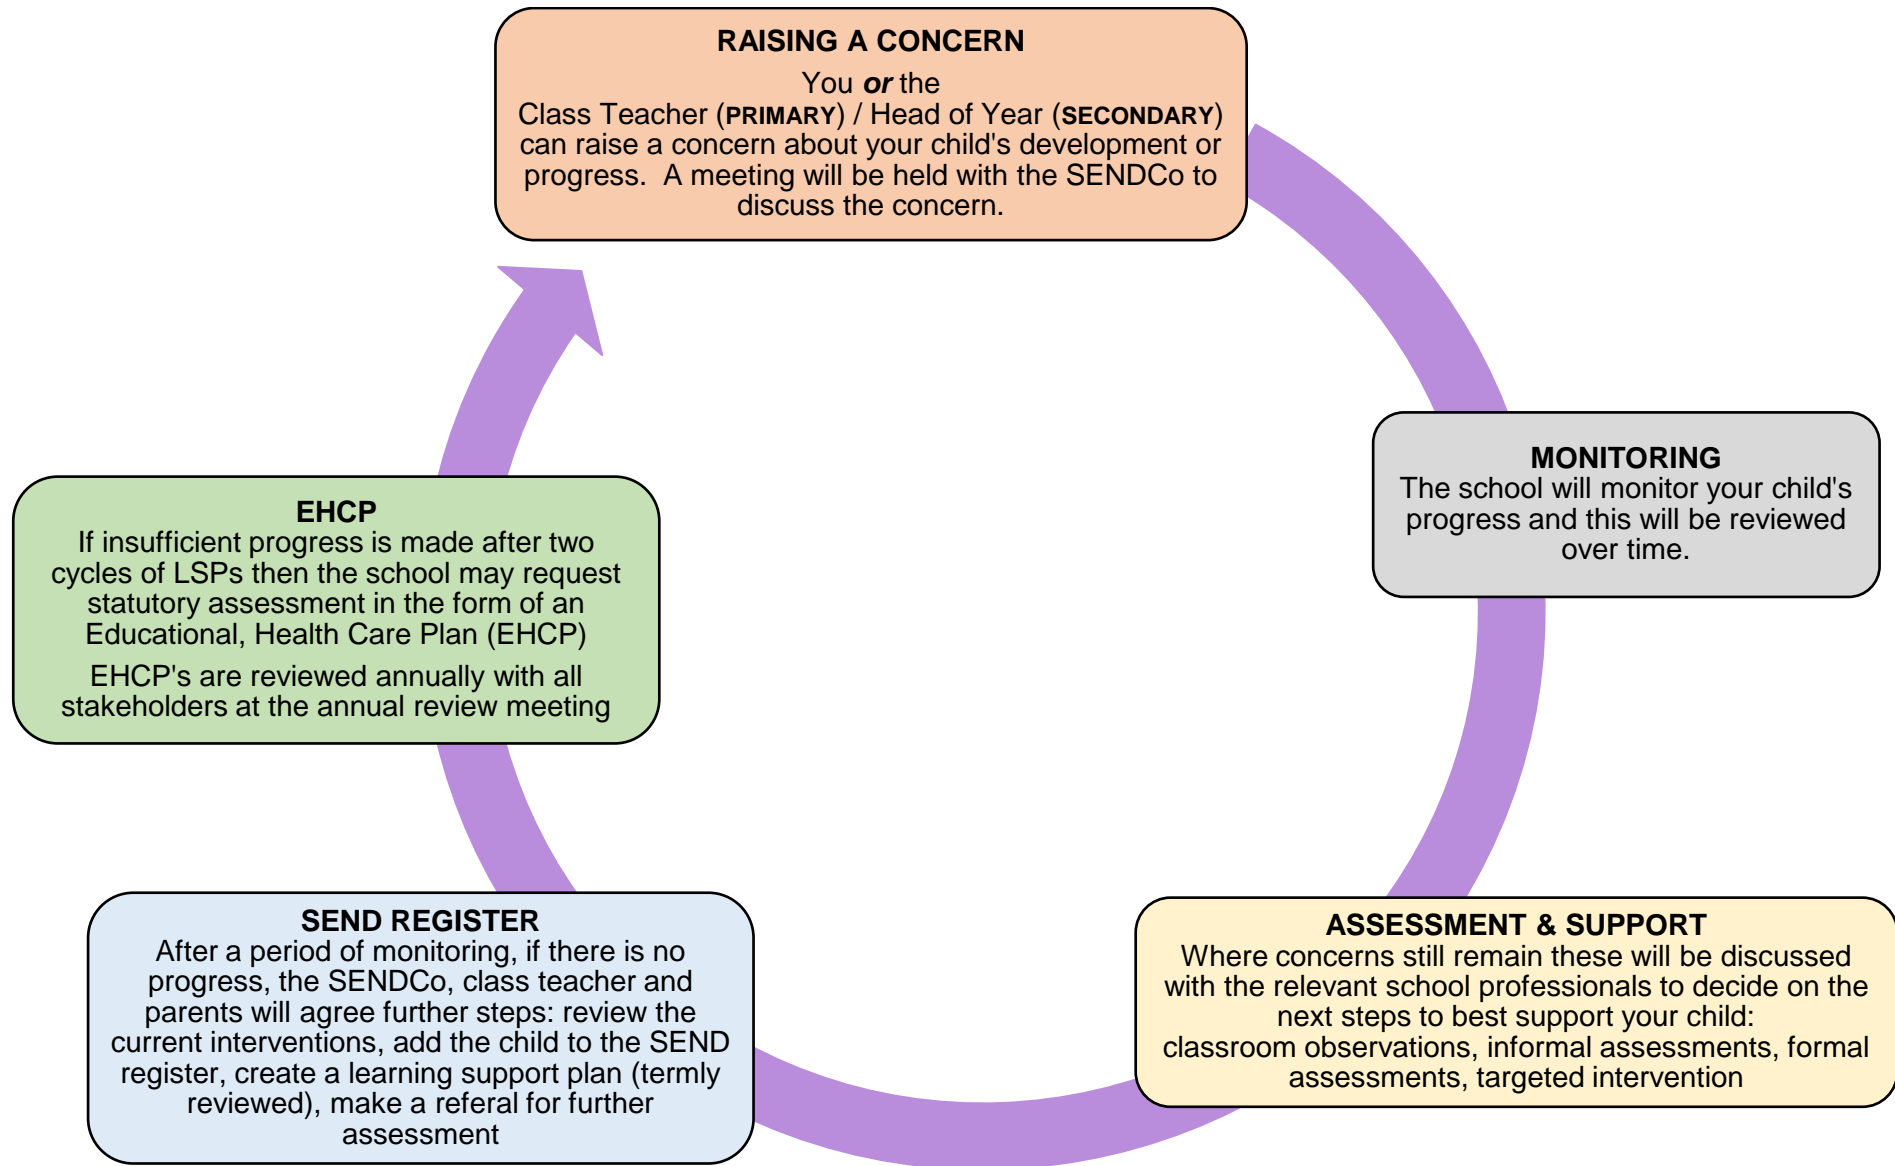 RAISING A CONCERN
You or the
Class Teacher (PRIMARY) / Head of Year (SECONDARY)
can raise a concern about your child's development or
progress.  A meeting will be held with the SENDCo to
discuss the concern.
MONITORING
The school will monitor your child's
progress and this will be reviewed
over time.
ASSESSMENT & SUPPORT
Where concerns still remain these will be discussed
with the relevant school professionals to decide on the
next steps to best support your child:
classroom observations, informal assessments, formal
assessments, targeted intervention
SEND REGISTER
After a period of monitoring, if there is no
progress, the SENDCo, class teacher and
parents will agree further steps: review the
current interventions, add the child to the SEND
register, create a learning support plan (termly
reviewed), make a referal for further
assessment
EHCP
If insufficient progress is made after two
cycles of LSPs then the school may request
statutory assessment in the form of an
Educational, Health Care Plan (EHCP)
EHCP's are reviewed annually with all
stakeholders at the annual review meeting